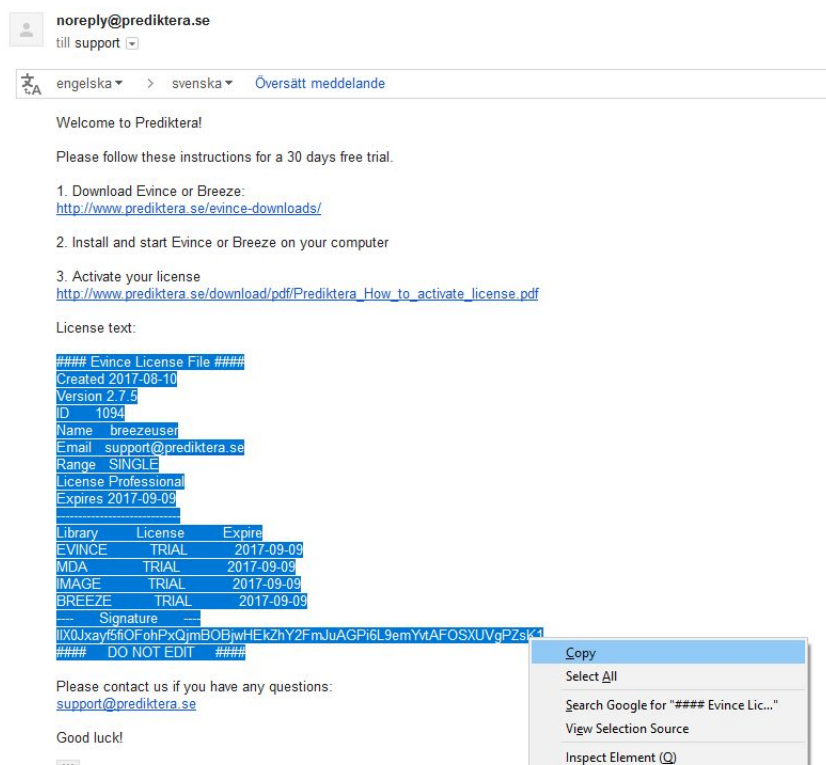 noreply@prediktera.se
till support
engelska > svenska Översätt meddelande
Welcome to Prediktera!
Please follow these instructions for a 30 days free trial.
1. Download Evince or Breeze:
http://www.prediktera.se/evince-downloads/
2. Install and start Evince or Breeze on your computer
3. Activate your license
http://www.prediktera.se/download/pdf/Prediktera_How_to_activate_license.pdf
License text:
#### Evince License File ####
Created 2017-08-10
Version 2.7.5
ID 1094
Name breezeuser
Email support@prediktera.se
Range SINGLE
License Professional
Expires 2017-09-09
------------------------------
Library License Expire
EVINCE TRIAL 2017-09-09
MDA TRIAL 2017-09-09
IMAGE TRIAL 2017-09-09
BREEZE TRIAL 2017-09-09
---- Signature ----
#### DO NOT EDIT ####
Please contact us if you have any questions:
support@prediktera.se
Good luck!
Copy
Select All
Search Google for "#### Evince Lic..."
View Selection Source
Inspect Element (Q)